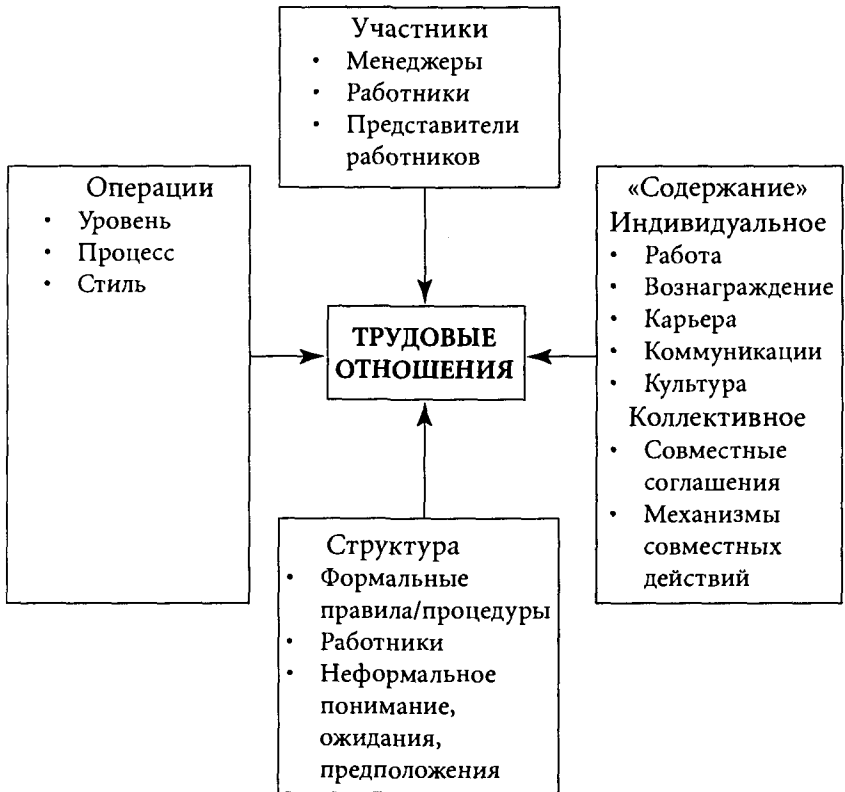 Участники
• Менеджеры
• Работники
• Представители
работников
Операции
• Уровень
• Процесс
• Стиль
«Содержание»
Индивидуальное
• Работа
• Вознаграждение
• Карьера
• Коммуникации
• Культура
Коллективное
• Совместные
соглашения
• Механизмы
совместных
действий
ТРУДОВЫЕ
ОТНОШЕНИЯ
Структура
• Формальные
правила/процедуры
• Работники
• Неформальное
понимание,
ожидания,
предположения